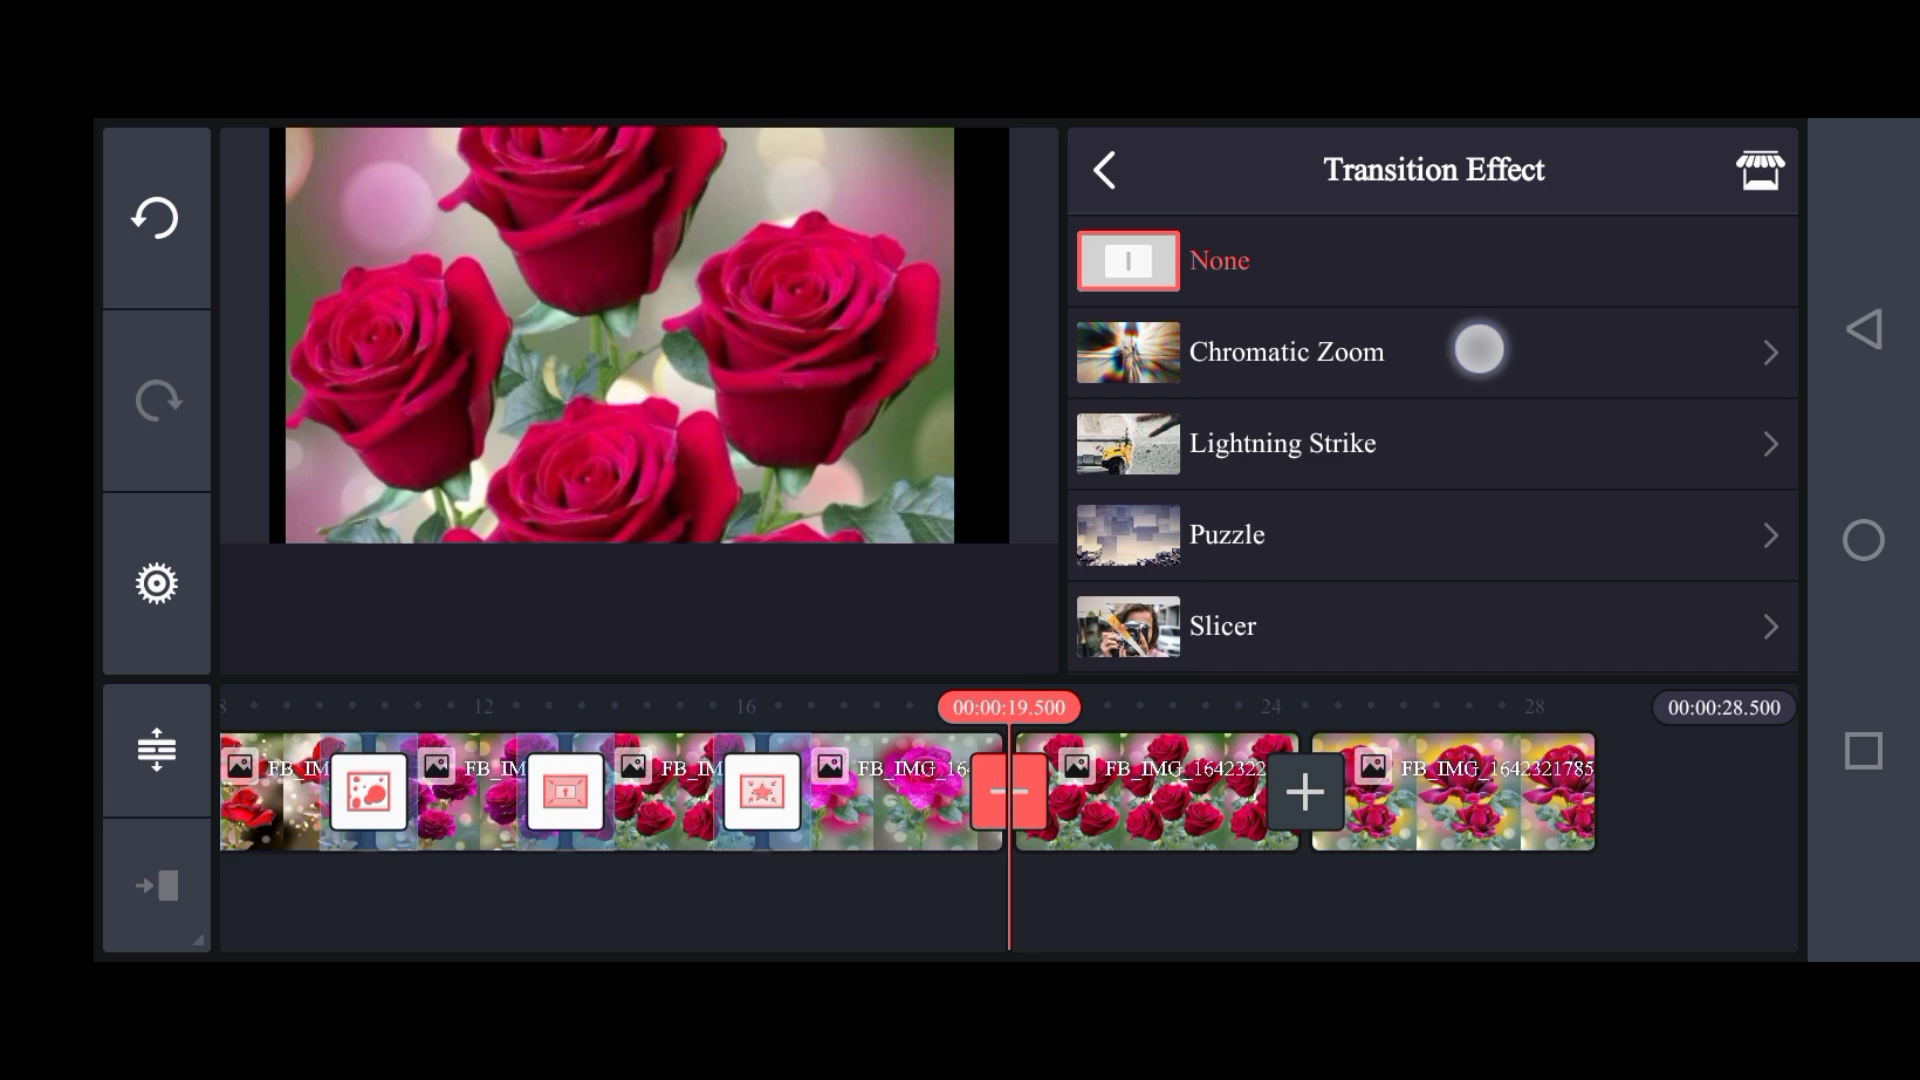 Transition Effect
None
Chromatic Zoom
Lightning Strike
Puzzle
Slicer
8 12 16 00:00:19.500 24 28 00:00:28.500
FB_IM FB_IM FB_IM FB_IMG_16 FB_IMG_1642322 FB_IMG_1642321785